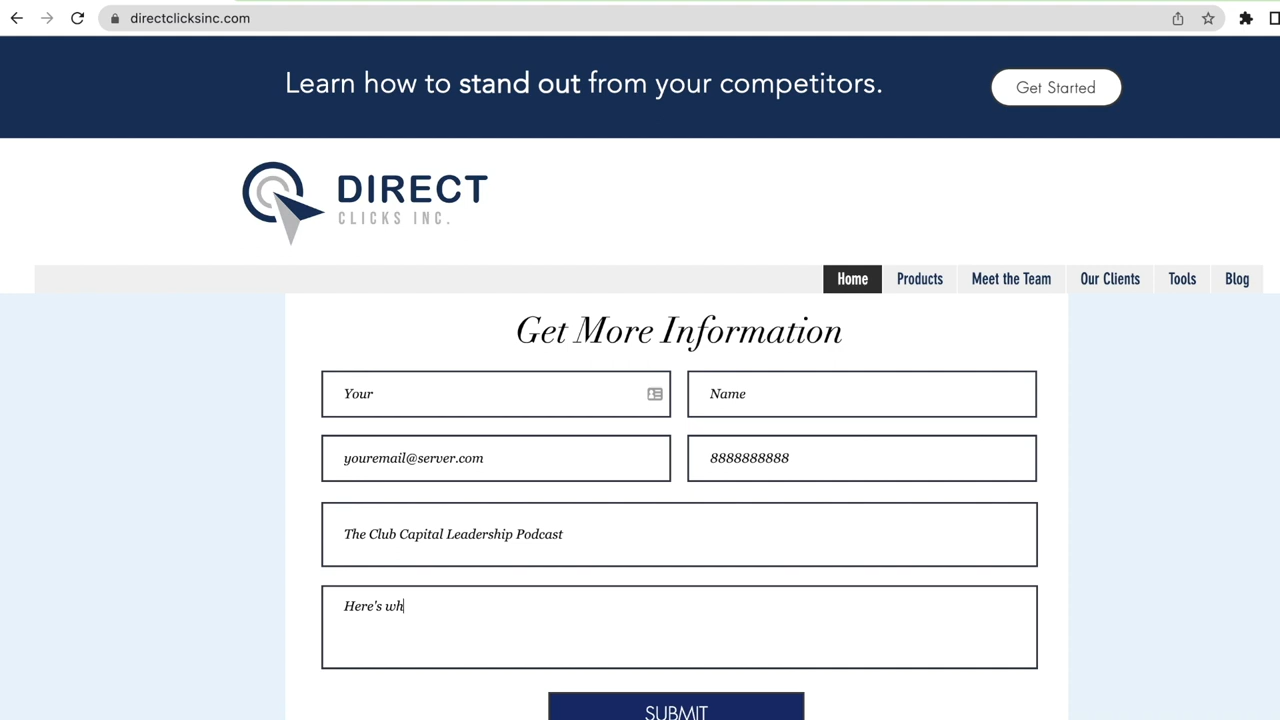 directclicksinc.com
Learn how to stand out from your competitors.
Get Started
DIRECT
CLICKS INC.
Home Products Meet the Team Our Clients Tools Blog
Get More Information
Your Name
youremail@server.com 8888888888
The Club Capital Leadership Podcast
Here's wh
SUBMIT